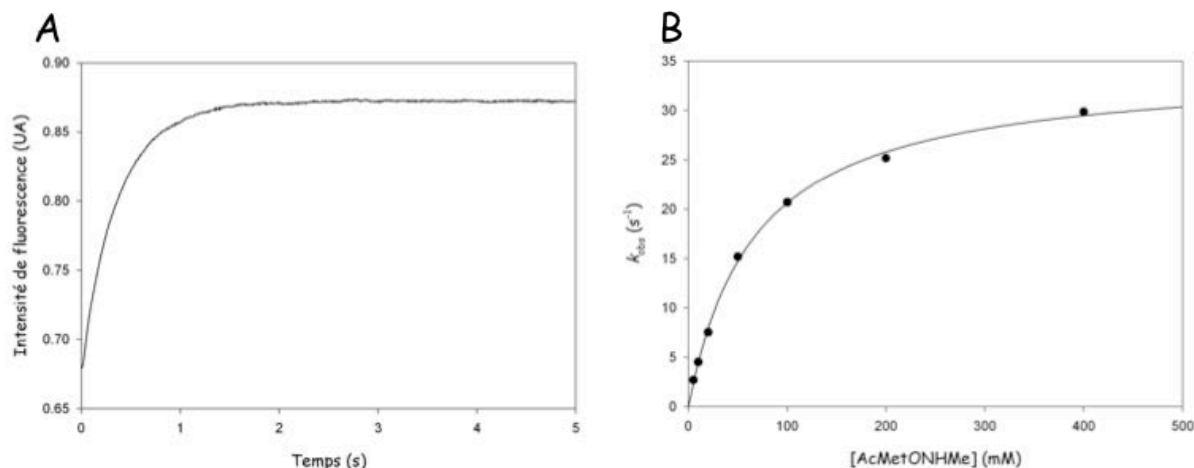 A
Intensité de fluorescence (UA)
0.90
0.85
0.80
0.75
0.70
0.65
0 1 2 3 4 5
Temps (s)
B
k_obs (s⁻¹)
35
30
25
20
15
10
5
0
0 100 200 300 400 500
[AcMetONHMe] (mM)